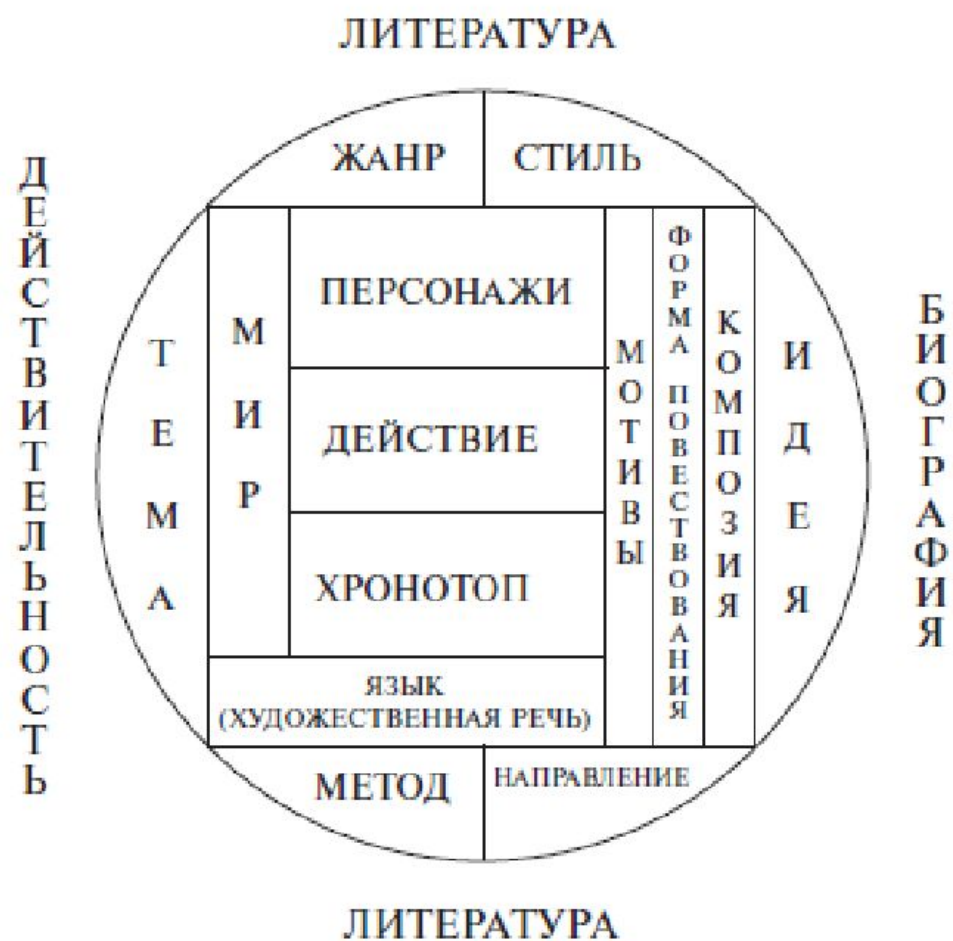 ЛИТЕРАТУРА
ДЕЙСТВИТЕЛЬНОСТЬ
ЖАНР
СТИЛЬ
ТЕМА
МИР
ПЕРСОНАЖИ
ДЕЙСТВИЕ
ХРОНОТОП
ЯЗЫК
(ХУДОЖЕСТВЕННАЯ РЕЧЬ)
МОТИВЫ
ФОРМА ПОВЕСТВОВАНИЯ
КОМПОЗИЯ
ИДЕЯ
БИОГРАФИЯ
МЕТОД
НАПРАВЛЕНИЕ
ЛИТЕРАТУРА